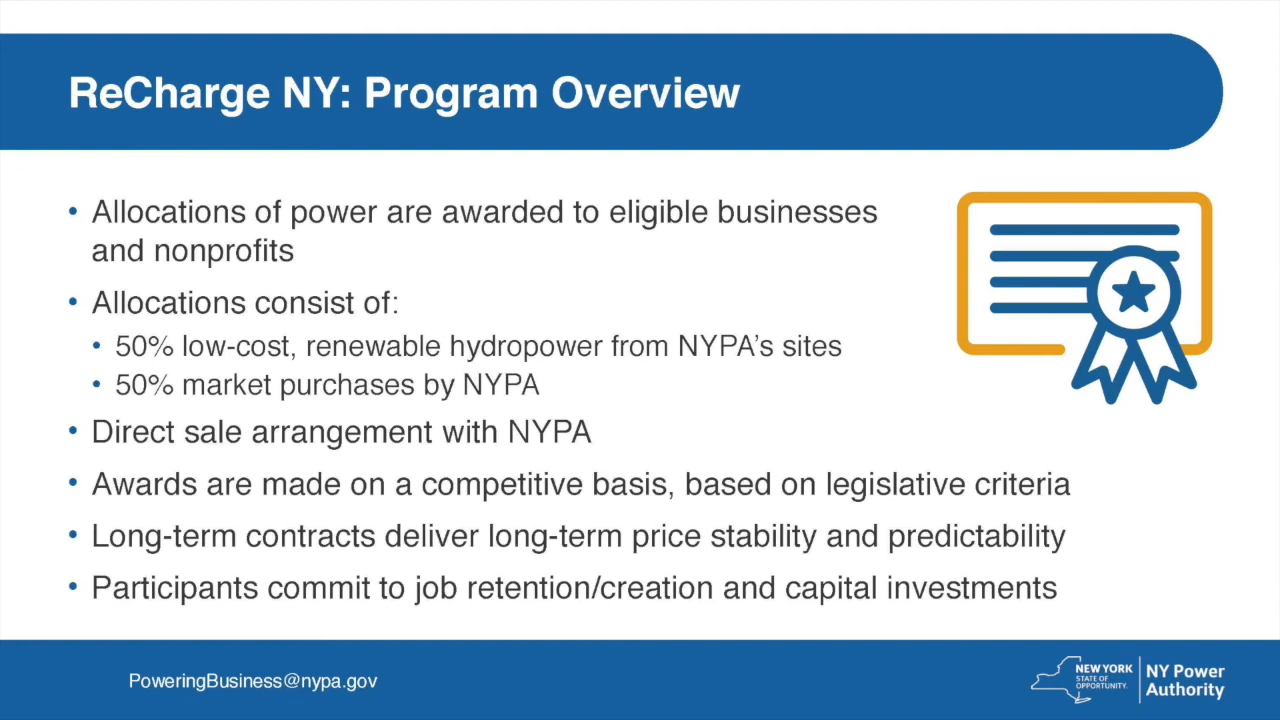 ReCharge NY: Program Overview
• Allocations of power are awarded to eligible businesses
and nonprofits
• Allocations consist of:
• 50% low-cost, renewable hydropower from NYPA’s sites
• 50% market purchases by NYPA
• Direct sale arrangement with NYPA
• Awards are made on a competitive basis, based on legislative criteria
• Long-term contracts deliver long-term price stability and predictability
• Participants commit to job retention/creation and capital investments
PoweringBusiness@nypa.gov
NEW YORK
STATE OF
OPPORTUNITY.
NY Power
Authority